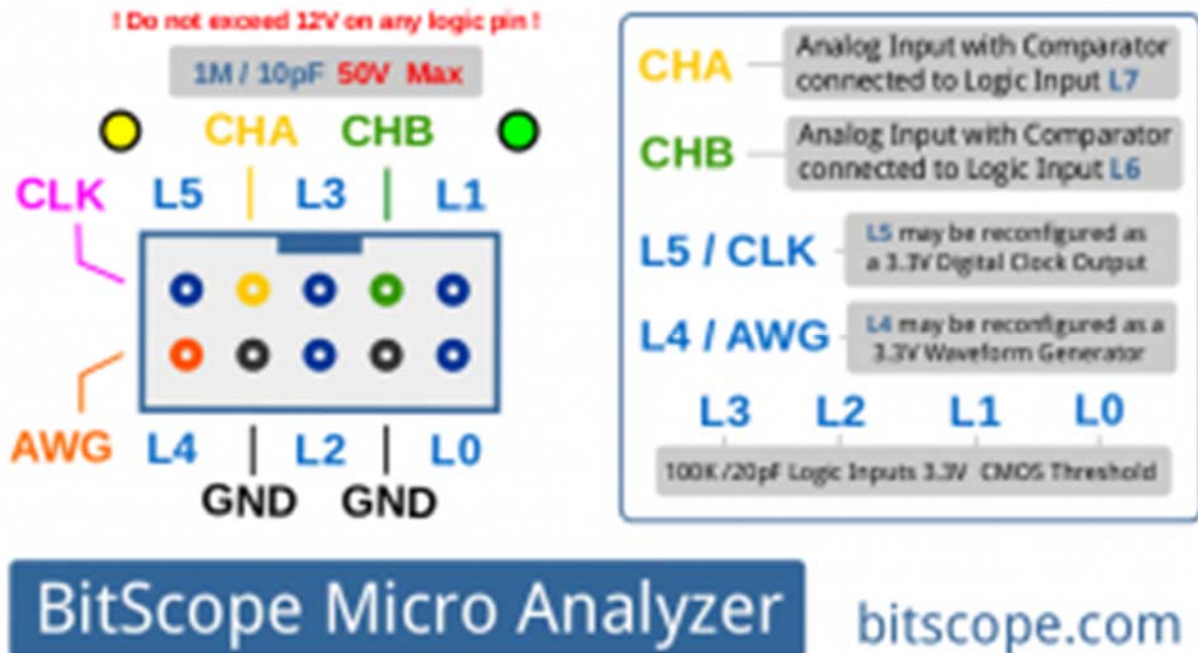 ! Do not exceed 12V on any logic pin !
1M / 10pF 50V Max
CHA CHB
CLK L5 L3 L1
AWG L4 L2 L0
GND GND
CHA Analog Input with Comparator
connected to Logic Input L7
CHB Analog Input with Comparator
connected to Logic Input L6
L5 / CLK L5 may be reconfigured as
a 3.3V Digital Clock Output
L4 / AWG L4 may be reconfigured as a
3.3V Waveform Generator
L3 L2 L1 L0
100K /20pF Logic Inputs 3.3V CMOS Threshold
BitScope Micro Analyzer
bitscope.com